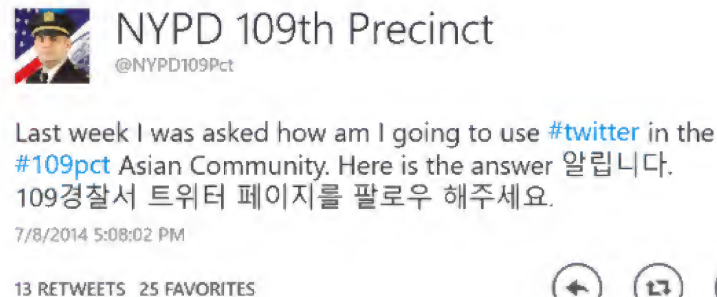 NYPD 109th Precinct
@NYPD109Pct
Last week I was asked how am I going to use #twitter in the
#109pct Asian Community. Here is the answer 알립니다.
109경찰서 트위터 페이지를 팔로우 해주세요.
7/8/2014 5:08:02 PM
13 RETWEETS 25 FAVORITES